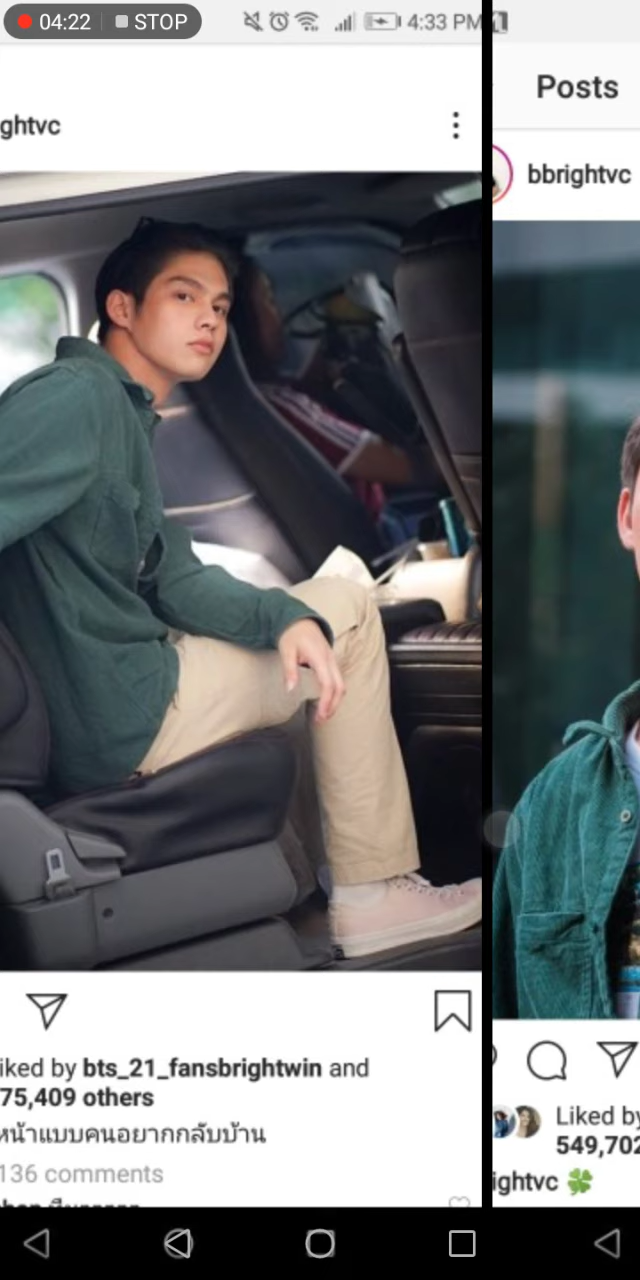 04:22 STOP 4:33 PM
ghtvc
iked by bts_21_fansbrightwin and
75,409 others
หน้าแบบคนอยากกลับบ้าน
136 comments
Posts
bbrightvc
Liked by
549,702
ightvc 🍀